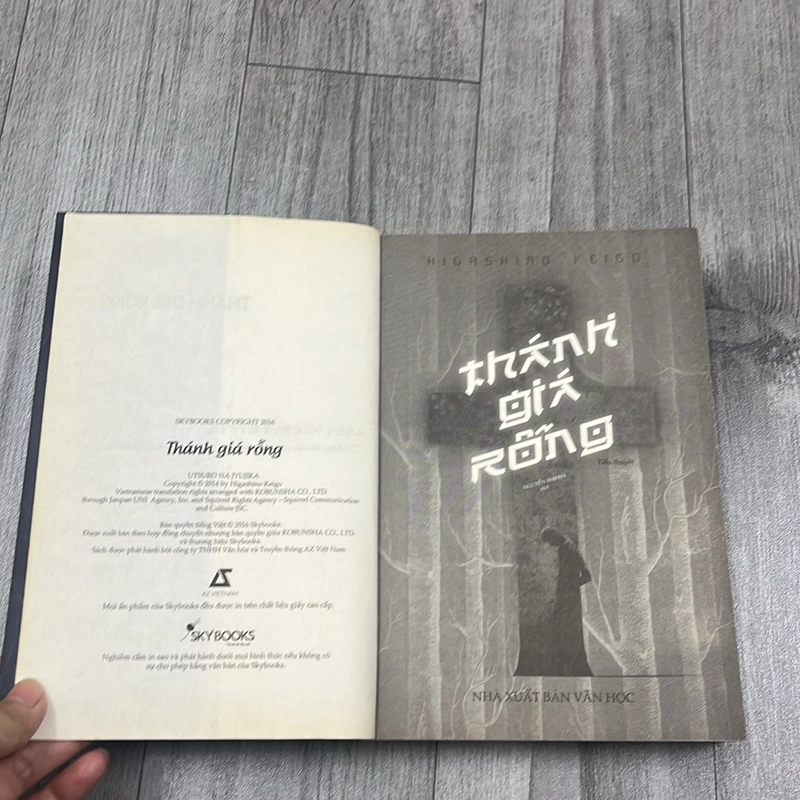 SKYBOOKS COPYRIGHT 2016
Thánh giá rỗng
UTSURO NA JYUJIKA
Copyright © 2014 by Higashino Keigo
Vietnamese translation rights arranged with KOBUNSHA CO., LTD.
through Janpan UNI Agency, Inc. and Squirrel Rights Agency – Squirrel Communication
and Culture JSC.
Bản quyền tiếng Việt © 2016 Skybooks.
Được xuất bản theo hợp đồng chuyển nhượng bản quyền giữa KOBUNSHA CO., LTD.
và thương hiệu Skybooks.
Sách được phát hành bởi công ty TNHH Văn hóa và Truyền thông AZ Việt Nam
AZ VIETNAM
Mọi ấn phẩm của Skybooks đều được in trên chất liệu giấy cao cấp.
SKYBOOKS
Nghiêm cấm in sao và phát hành dưới mọi hình thức nếu không có
sự cho phép bằng văn bản của Skybooks.
HIGASHINO KEIGO
thánh
giá
rỗng
Tiểu thuyết
NHÀ XUẤT BẢN VĂN HỌC